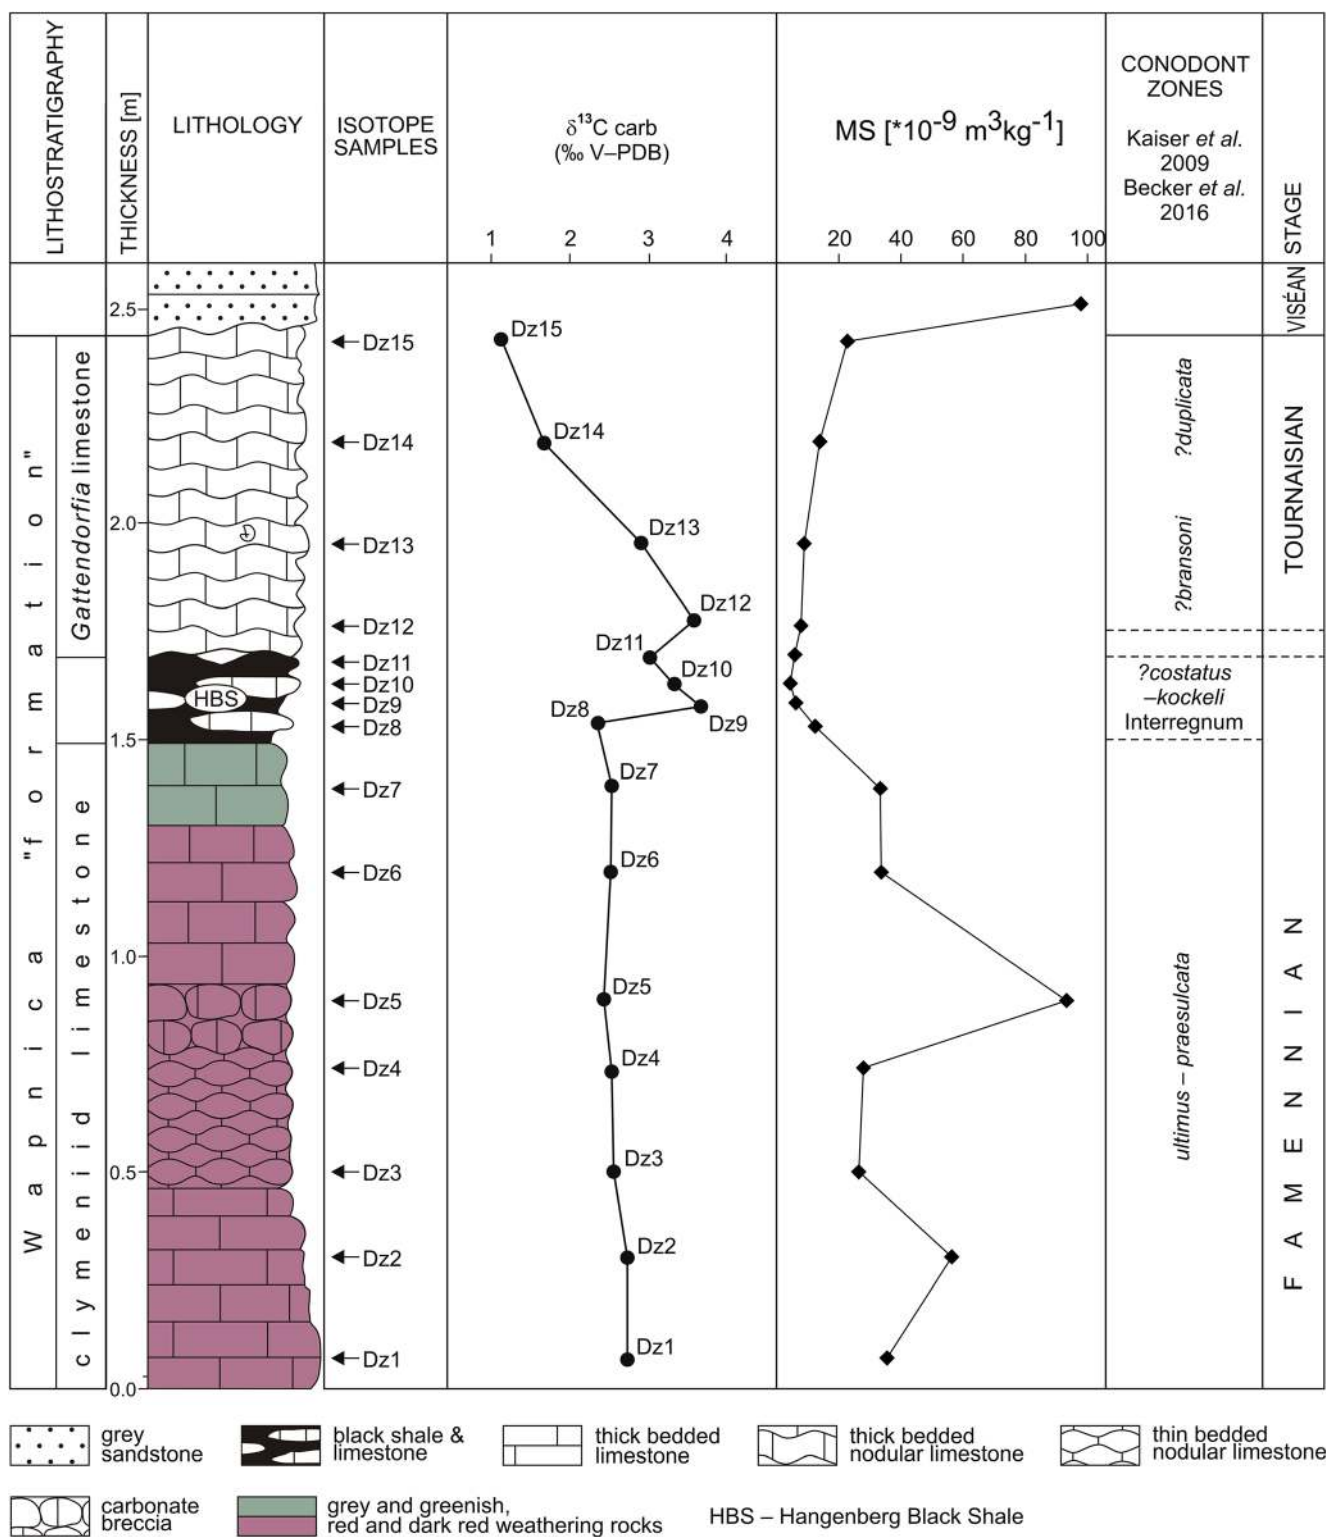 LITHOSTRATIGRAPHY
THICKNESS [m]
LITHOLOGY
ISOTOPE
SAMPLES
δ¹³C carb
(‰ V–PDB)
1 2 3 4
MS [*10⁻⁹ m³kg⁻¹]
20 40 60 80 100
CONODONT
ZONES
Kaiser et al.
2009
Becker et al.
2016
STAGE
Wapnica "formation"
Gattendorfia limestone
clymeniid limestone
2.5
2.0
1.5
1.0
0.5
0.0
HBS
Dz15
Dz14
Dz13
Dz12
Dz11
Dz10
Dz9
Dz8
Dz7
Dz6
Dz5
Dz4
Dz3
Dz2
Dz1
Dz15
Dz14
Dz13
Dz12
Dz11
Dz10
Dz8
Dz9
Dz7
Dz6
Dz5
Dz4
Dz3
Dz2
Dz1
?duplicata
?bransoni
?costatus
–kockeli
Interregnum
ultimus – praesulcata
VISÉAN
TOURNAISIAN
FAMENNIAN
grey
sandstone
black shale &
limestone
thick bedded
limestone
thick bedded
nodular limestone
thin bedded
nodular limestone
carbonate
breccia
grey and greenish,
red and dark red weathering rocks
HBS – Hangenberg Black Shale